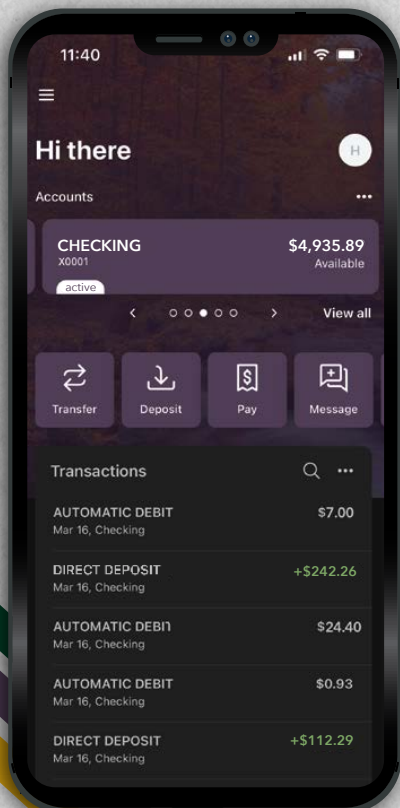 11:40
Hi there
H
Accounts
CHECKING
$4,935.89
X0001
Available
active
View all
Transfer
Deposit
Pay
Message
Transactions
AUTOMATIC DEBIT
$7.00
Mar 16, Checking
DIRECT DEPOSIT
+$242.26
Mar 16, Checking
AUTOMATIC DEBIT
$24.40
Mar 16, Checking
AUTOMATIC DEBIT
$0.93
Mar 16, Checking
DIRECT DEPOSIT
+$112.29
Mar 16, Checking